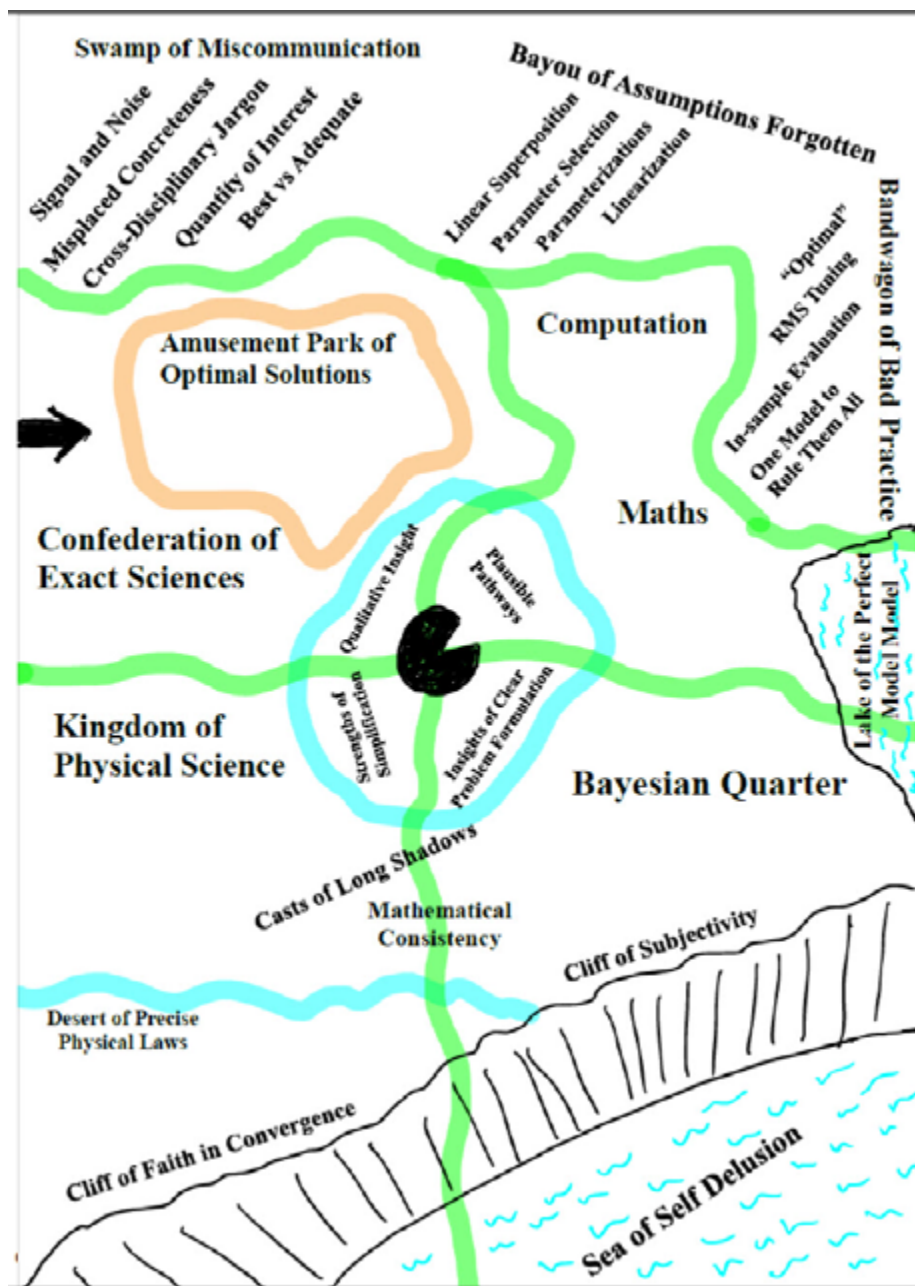 Swamp of Miscommunication
Signal and Noise
Misplaced Concreteness
Cross-Disciplinary Jargon
Quantity of Interest
Best vs Adequate
Bayou of Assumptions Forgotten
Linear Superposition
Parameter Selection
Parameterizations
Linearization
Bandwagon of Bad Practice
“Optimal”
RMS Tuning
In-sample Evaluation
One Model to
Rule Them All
Amusement Park of
Optimal Solutions
Computation
Maths
Confederation of
Exact Sciences
Qualitative Insight
Plausible
Pathways
Lake of the Perfect
Model Model
Strengths of
Simplification
Insights of Clear
Problem Formulation
Kingdom of
Physical Science
Bayesian Quarter
Casts of Long Shadows
Mathematical
Consistency
Cliff of Subjectivity
Desert of Precise
Physical Laws
Cliff of Faith in Convergence
Sea of Self Delusion